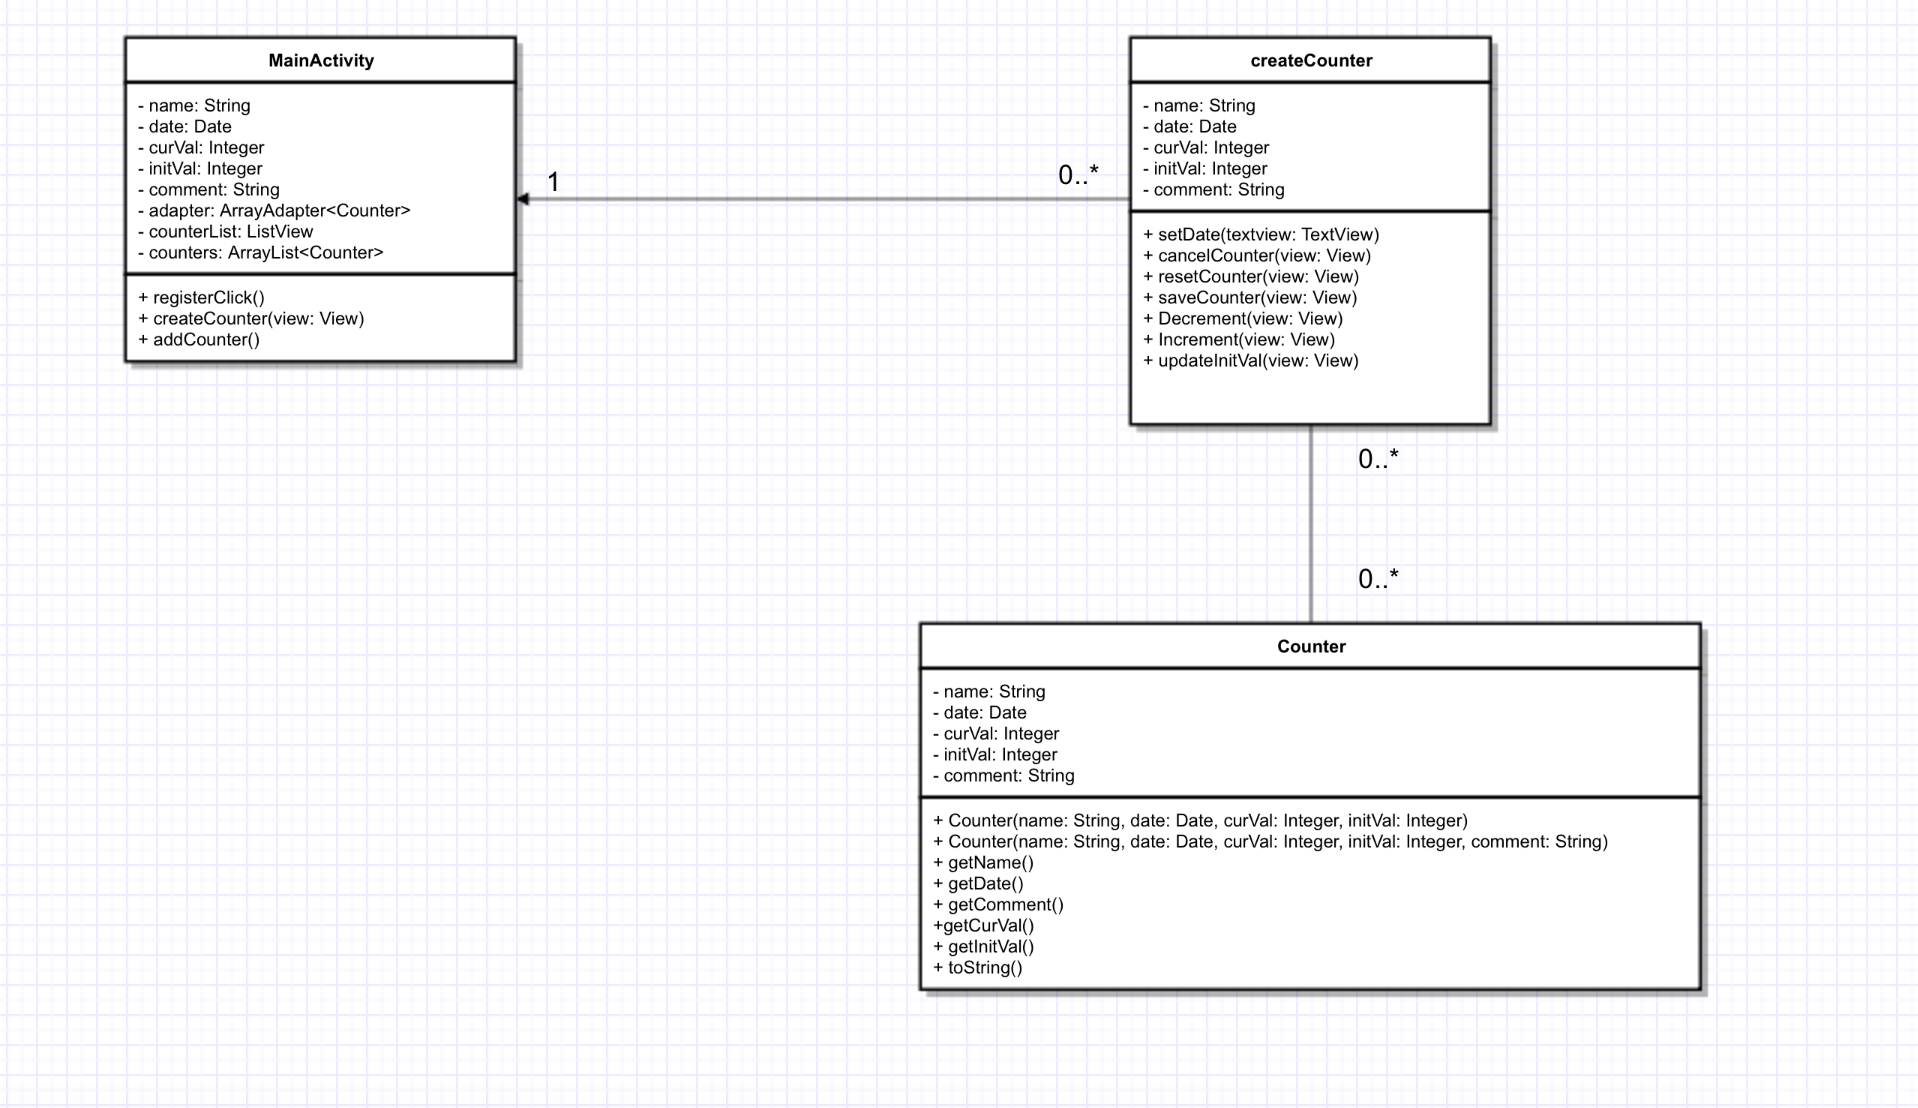 MainActivity
- name: String
- date: Date
- curVal: Integer
- initVal: Integer
- comment: String
- adapter: ArrayAdapter<Counter>
- counterList: ListView
- counters: ArrayList<Counter>
+ registerClick()
+ createCounter(view: View)
+ addCounter()
1
0..*
createCounter
- name: String
- date: Date
- curVal: Integer
- initVal: Integer
- comment: String
+ setDate(textview: TextView)
+ cancelCounter(view: View)
+ resetCounter(view: View)
+ saveCounter(view: View)
+ Decrement(view: View)
+ Increment(view: View)
+ updateInitVal(view: View)
0..*
0..*
Counter
- name: String
- date: Date
- curVal: Integer
- initVal: Integer
- comment: String
+ Counter(name: String, date: Date, curVal: Integer, initVal: Integer)
+ Counter(name: String, date: Date, curVal: Integer, initVal: Integer, comment: String)
+ getName()
+ getDate()
+ getComment()
+getCurVal()
+ getInitVal()
+ toString()